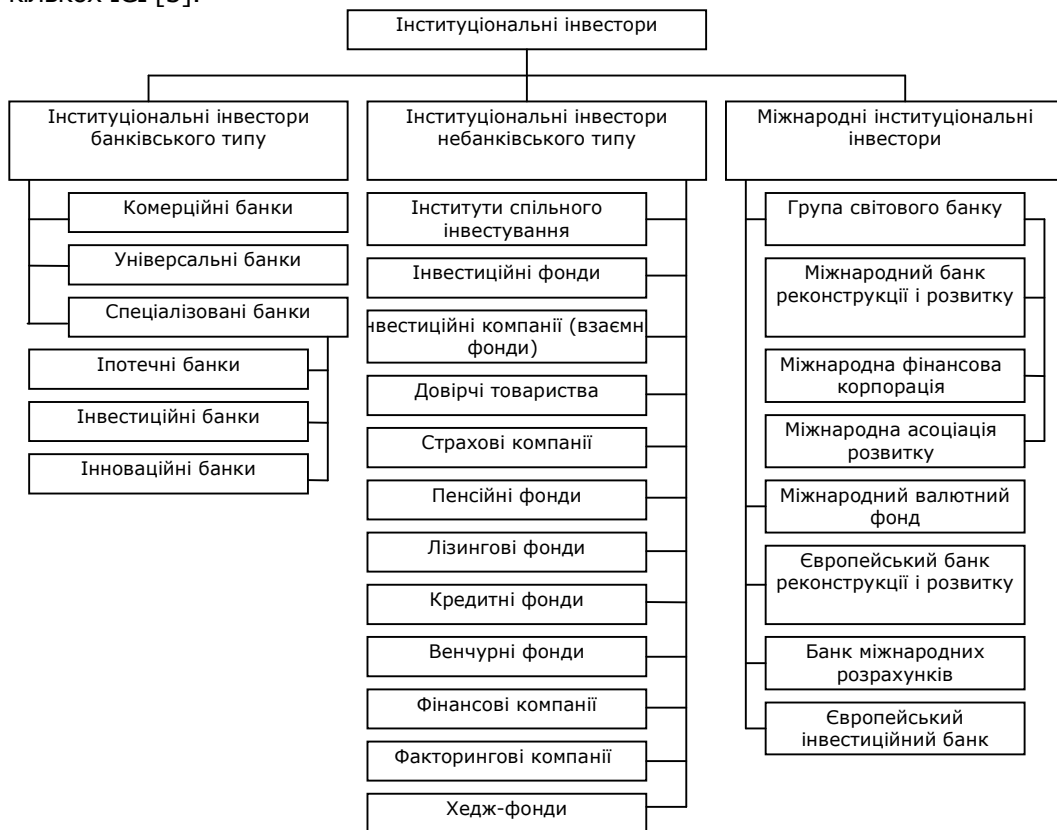 Інституціональні інвестори
Інституціональні інвестори
банківського типу
Комерційні банки
Універсальні банки
Спеціалізовані банки
Іпотечні банки
Інвестиційні банки
Інноваційні банки
Інституціональні інвестори
небанківського типу
Інститути спільного
інвестування
Інвестиційні фонди
нвестиційні компанії (взаємн
фонди)
Довірчі товариства
Страхові компанії
Пенсійні фонди
Лізингові фонди
Кредитні фонди
Венчурні фонди
Фінансові компанії
Факторингові компанії
Хедж-фонди
Міжнародні інституціональні
інвестори
Група світового банку
Міжнародний банк
реконструкції і розвитку
Міжнародна фінансова
корпорація
Міжнародна асоціація
розвитку
Міжнародний валютний
фонд
Європейський банк
реконструкції і розвитку
Банк міжнародних
розрахунків
Європейський
інвестиційний банк